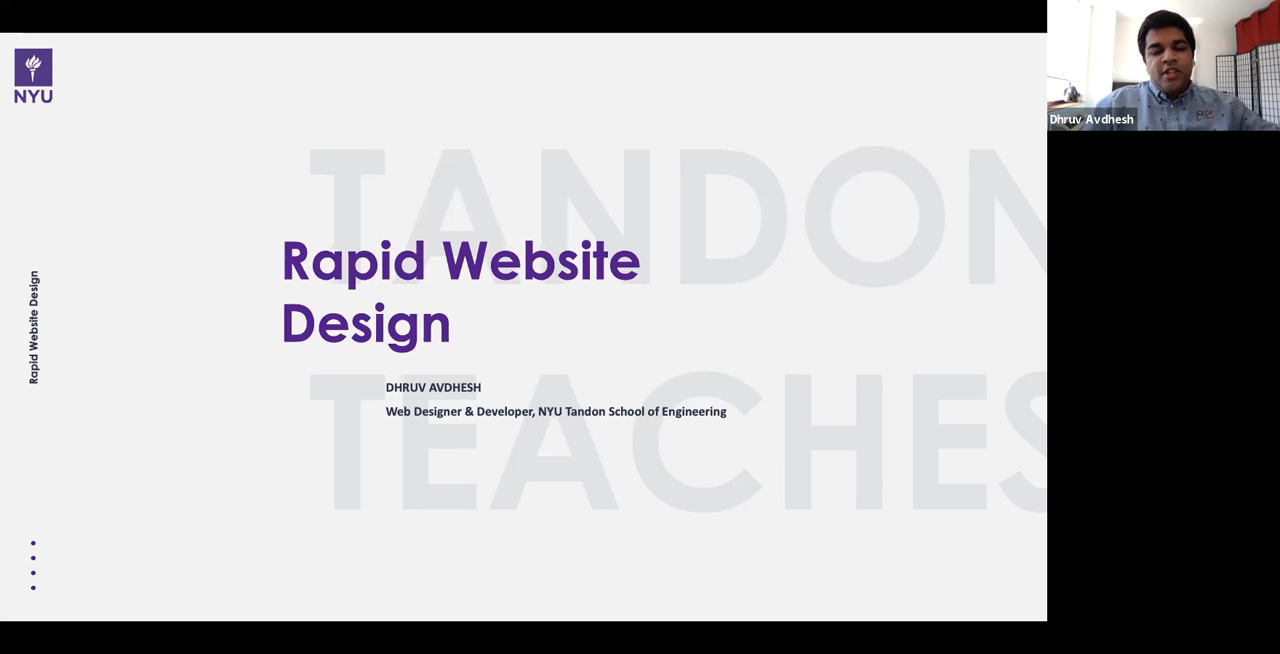 NYU
Rapid Website Design
TANDON
TEACHES
Rapid Website
Design
DHRUV AVDHESH
Web Designer & Developer, NYU Tandon School of Engineering
Dhruv Avdhesh